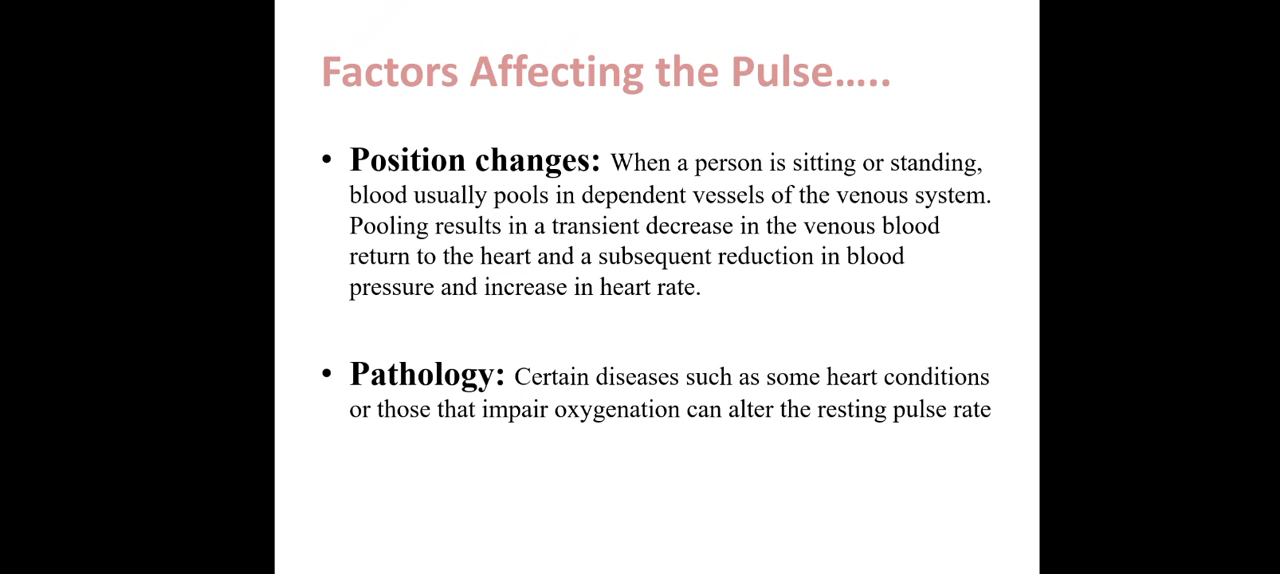 Factors Affecting the Pulse…..
• Position changes: When a person is sitting or standing,
blood usually pools in dependent vessels of the venous system.
Pooling results in a transient decrease in the venous blood
return to the heart and a subsequent reduction in blood
pressure and increase in heart rate.
• Pathology: Certain diseases such as some heart conditions
or those that impair oxygenation can alter the resting pulse rate